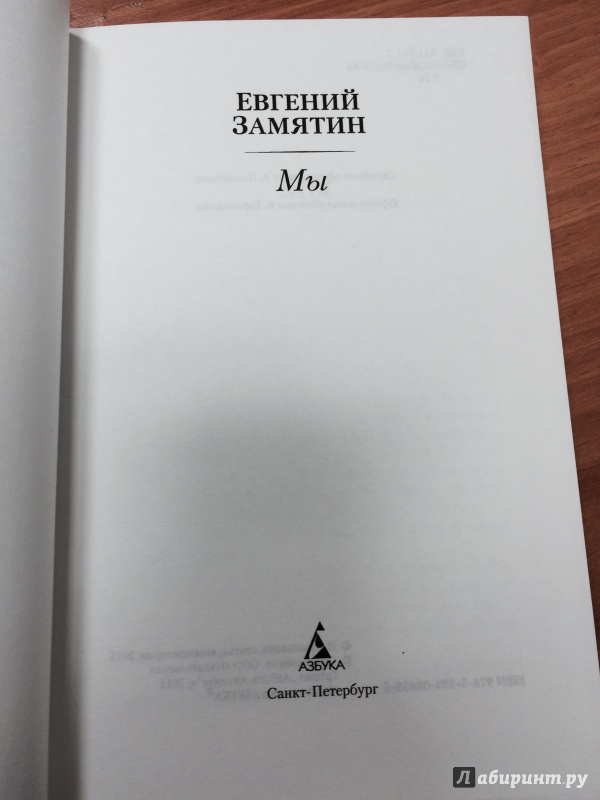 ЕВГЕНИЙ
ЗАМЯТИН
Мы
АЗБУКА
Санкт-Петербург
Лабиринт.ру